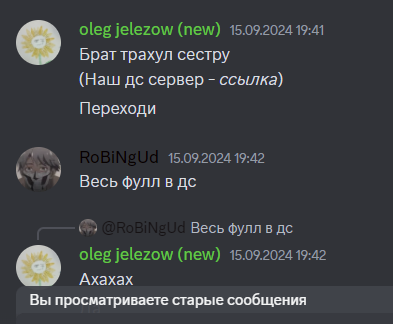 oleg jelezow (new) 15.09.2024 19:41
Брат трахул сестру
(Наш дс сервер - ссылка)
Переходи
RoBiNgUd 15.09.2024 19:42
Весь фулл в дс
@RoBiNgUd Весь фулл в дс
oleg jelezow (new) 15.09.2024 19:42
Ахахах
Вы просматриваете старые сообщения